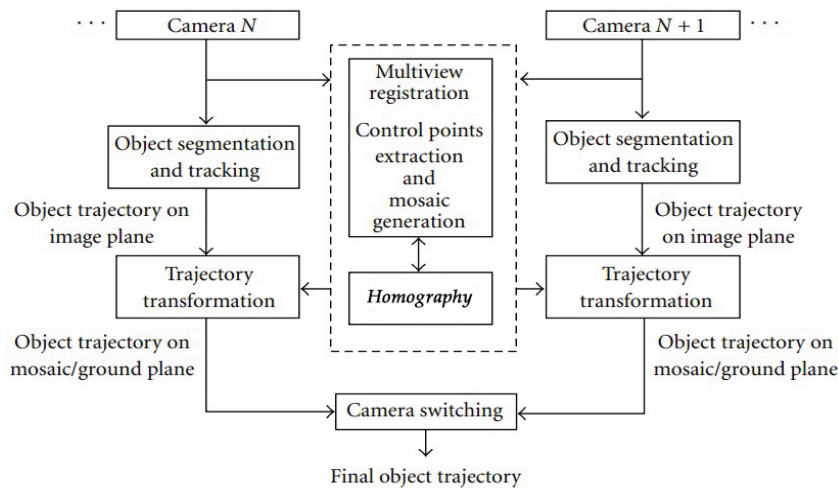 · · ·
Camera N
Camera N + 1
· · ·
Multiview
registration
Control points
extraction
and
mosaic
generation
Object segmentation
and tracking
Object segmentation
and tracking
Object trajectory on
image plane
Object trajectory
on image plane
Trajectory
transformation
Homography
Trajectory
transformation
Object trajectory on
mosaic/ground plane
Object trajectory on
mosaic/ground plane
Camera switching
Final object trajectory